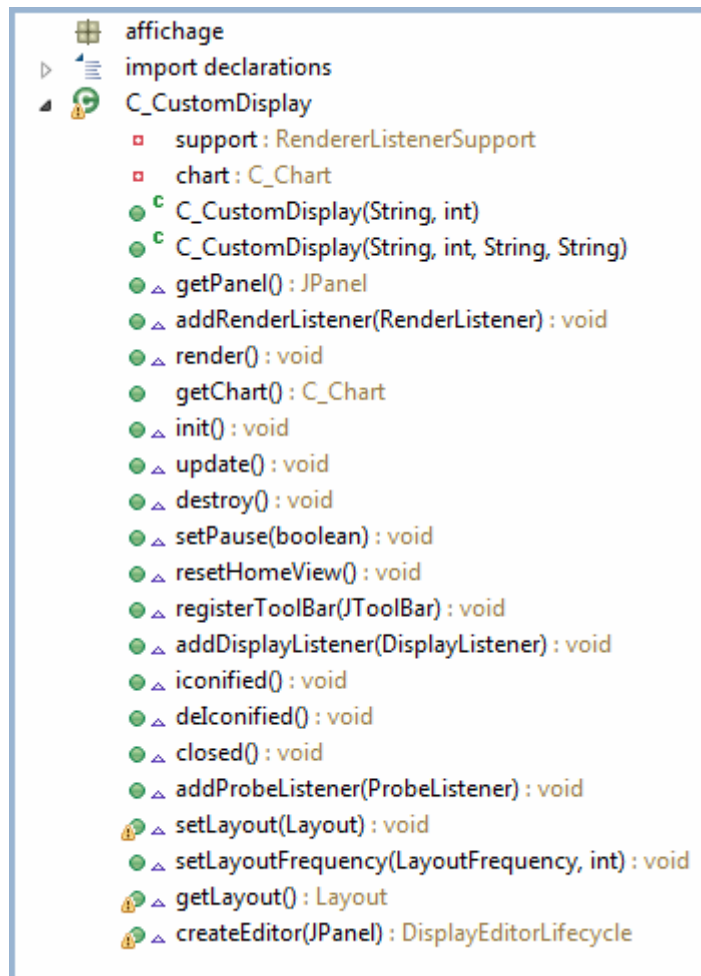 affichage
import declarations
C_CustomDisplay
support : RendererListenerSupport
chart : C_Chart
C_CustomDisplay(String, int)
C_CustomDisplay(String, int, String, String)
getPanel() : JPanel
addRenderListener(RenderListener) : void
render() : void
getChart() : C_Chart
init() : void
update() : void
destroy() : void
setPause(boolean) : void
resetHomeView() : void
registerToolBar(JToolBar) : void
addDisplayListener(DisplayListener) : void
iconified() : void
deIconified() : void
closed() : void
addProbeListener(ProbeListener) : void
setLayout(Layout) : void
setLayoutFrequency(LayoutFrequency, int) : void
getLayout() : Layout
createEditor(JPanel) : DisplayEditorLifecycle